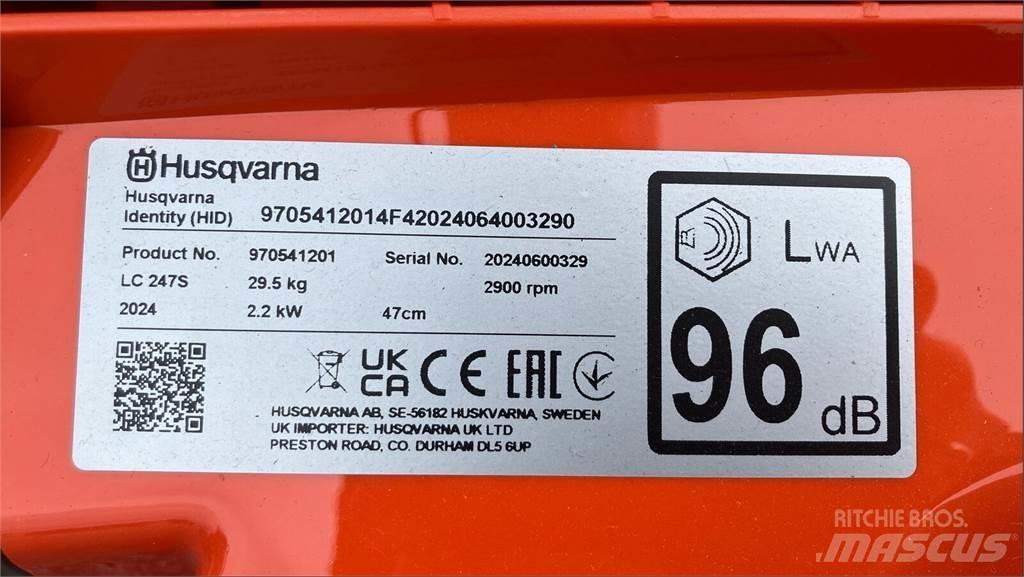 Husqvarna
Husqvarna
Identity (HID) 9705412014F42024064003290
Product No. 970541201 Serial No. 20240600329
LC 247S 29.5 kg 2900 rpm
2024 2.2 kW 47cm
UK
CA CE EAC
HUSQVARNA AB, SE-56182 HUSKVARNA, SWEDEN
UK IMPORTER: HUSQVARNA UK LTD
PRESTON ROAD, CO. DURHAM DL5 6UP
LWA
96
dB
RITCHIE BROS.
MASCUS